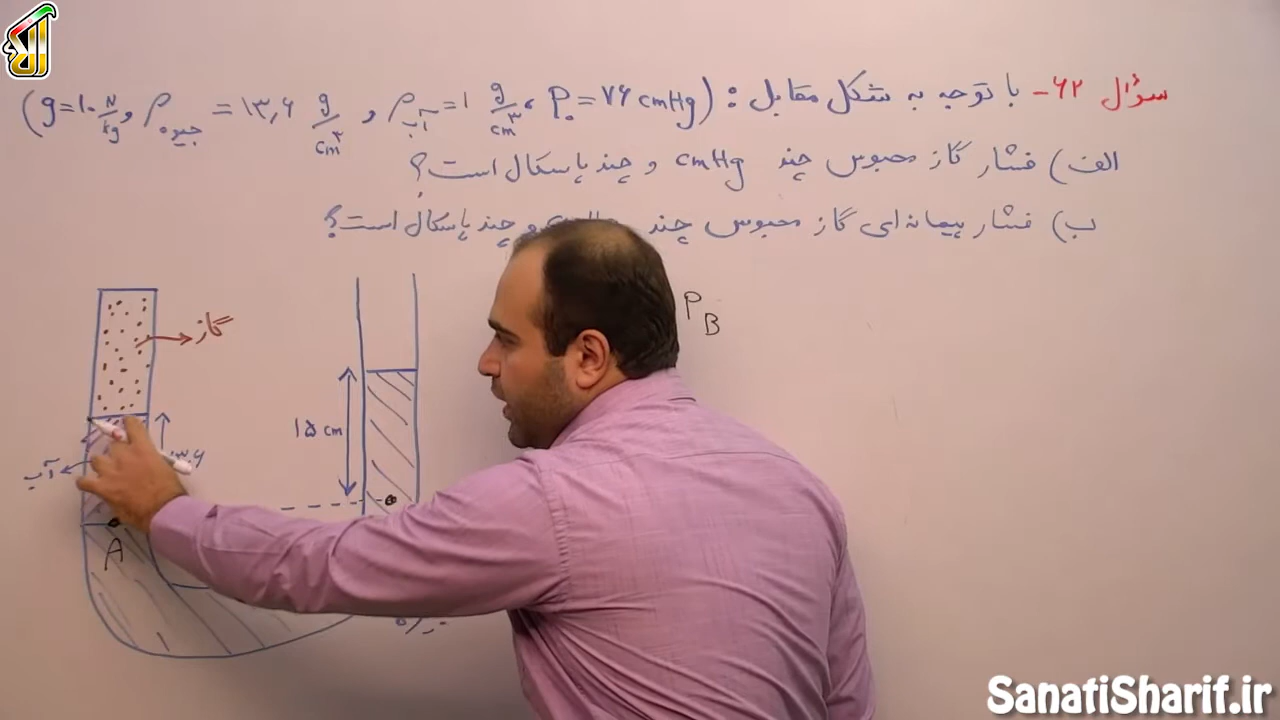 سؤال ۶۲- با توجه به شکل مقابل : (P₀ = ۷۶ cmHg ، ρآب = ۱ g/cm³ و ρجیوه = ۱۳,۶ g/cm³ و g = ۱۰ N/kg)
الف) فشار گاز محبوس چند cmHg و چند پاسکال است؟
ب) فشار پیمانه‌ای گاز محبوس چند و چند پاسکال است؟
گاز
P_B
۱۵ cm
آب
A
SanatiSharif.ir